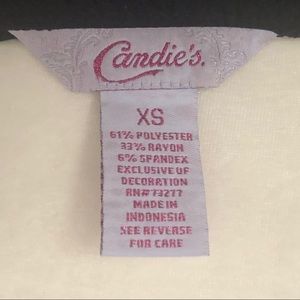 Candie's.
XS
61% POLYESTER
33% RAYON
6% SPANDEX
EXCLUSIVE OF
DECORATION
RN#73277
MADE IN
INDONESIA
SEE REVERSE
FOR CARE